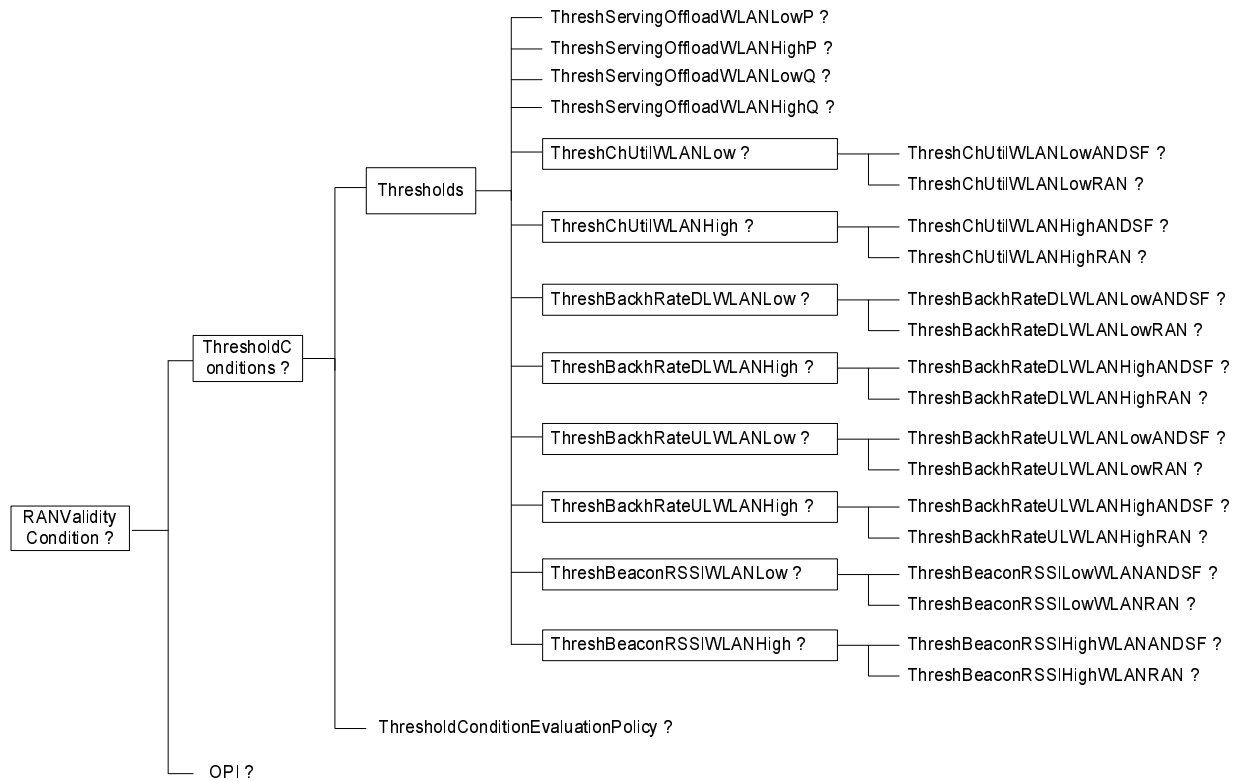 ThreshServingOffloadWLANLowP ?
ThreshServingOffloadWLANHighP ?
ThreshServingOffloadWLANLowQ ?
ThreshServingOffloadWLANHighQ ?
ThreshChUtilWLANLow ?
ThreshChUtilWLANLowANDSF ?
ThreshChUtilWLANLowRAN ?
Thresholds
ThreshChUtilWLANHigh ?
ThreshChUtilWLANHighANDSF ?
ThreshChUtilWLANHighRAN ?
ThreshBackhRateDLWLANLow ?
ThreshBackhRateDLWLANLowANDSF ?
ThreshBackhRateDLWLANLowRAN ?
ThresholdC
onditions ?
ThreshBackhRateDLWLANHigh ?
ThreshBackhRateDLWLANHighANDSF ?
ThreshBackhRateDLWLANHighRAN ?
ThreshBackhRateULWLANLow ?
ThreshBackhRateULWLANLowANDSF ?
ThreshBackhRateULWLANLowRAN ?
RANValidity
Condition ?
ThreshBackhRateULWLANHigh ?
ThreshBackhRateULWLANHighANDSF ?
ThreshBackhRateULWLANHighRAN ?
ThreshBeaconRSSIWLANLow ?
ThreshBeaconRSSILowWLANANDSF ?
ThreshBeaconRSSILowWLANRAN ?
ThreshBeaconRSSIWLANHigh ?
ThreshBeaconRSSIHighWLANANDSF ?
ThreshBeaconRSSIHighWLANRAN ?
ThresholdConditionEvaluationPolicy ?
OPI ?